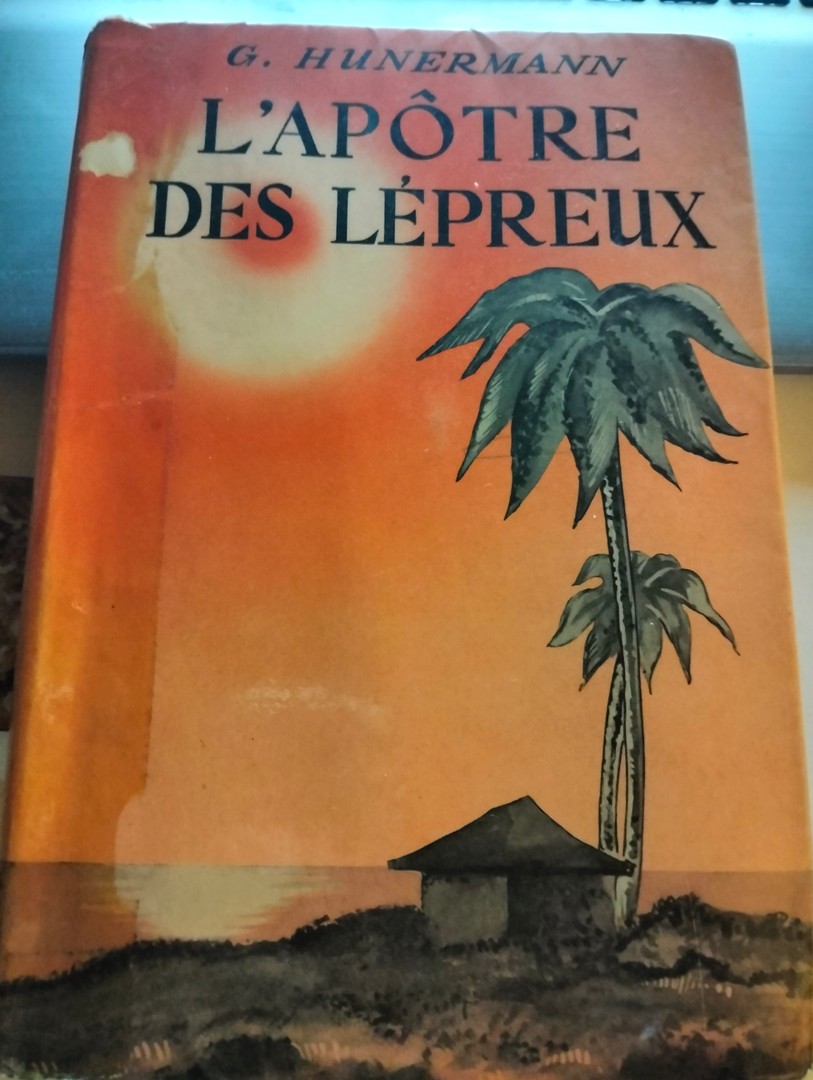 G. HUNERMANN
L'APÔTRE
DES LÉPREUX